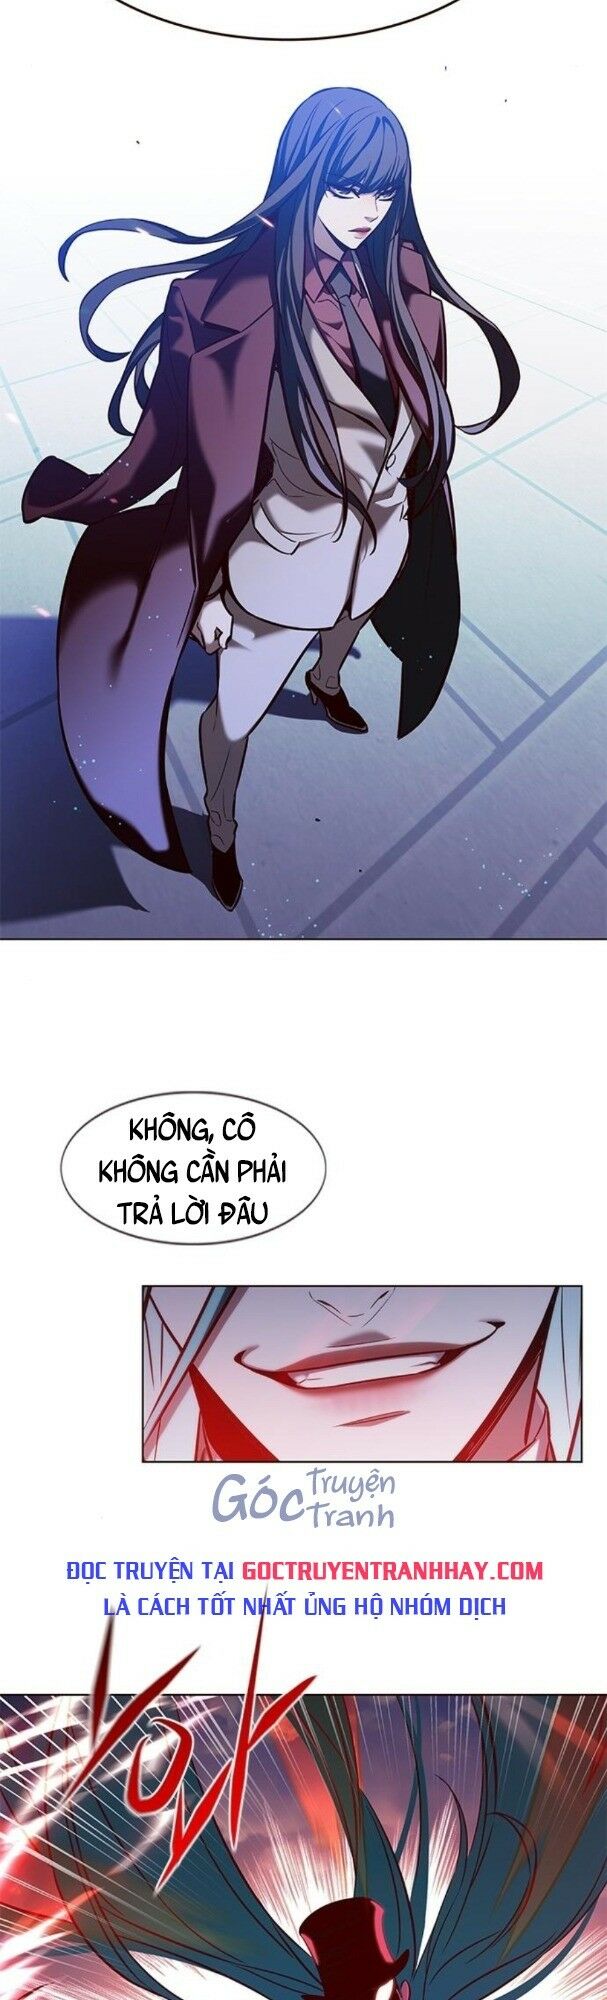 KHÔNG, CÔ
KHÔNG CẦN PHẢI
TRẢ LỜI ĐÂU
Góc Truyện
Tranh
ĐỌC TRUYỆN TẠI GOCTRUYENTRANHHAY.COM
LÀ CÁCH TỐT NHẤT ỦNG HỘ NHÓM DỊCH